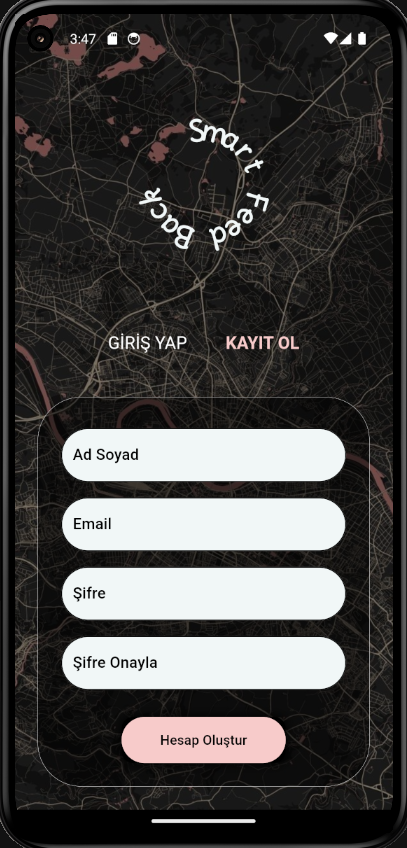 3:47
Smart Feed Back
GİRİŞ YAP KAYIT OL
Ad Soyad
Email
Şifre
Şifre Onayla
Hesap Oluştur